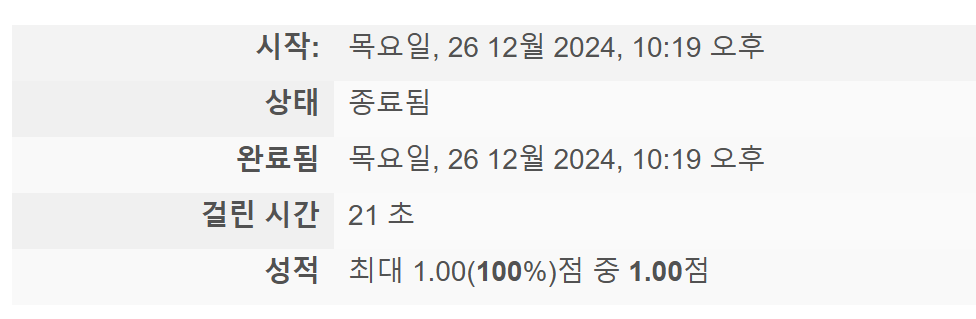 시작: 목요일, 26 12월 2024, 10:19 오후
상태 종료됨
완료됨 목요일, 26 12월 2024, 10:19 오후
걸린 시간 21 초
성적 최대 1.00(100%)점 중 1.00점